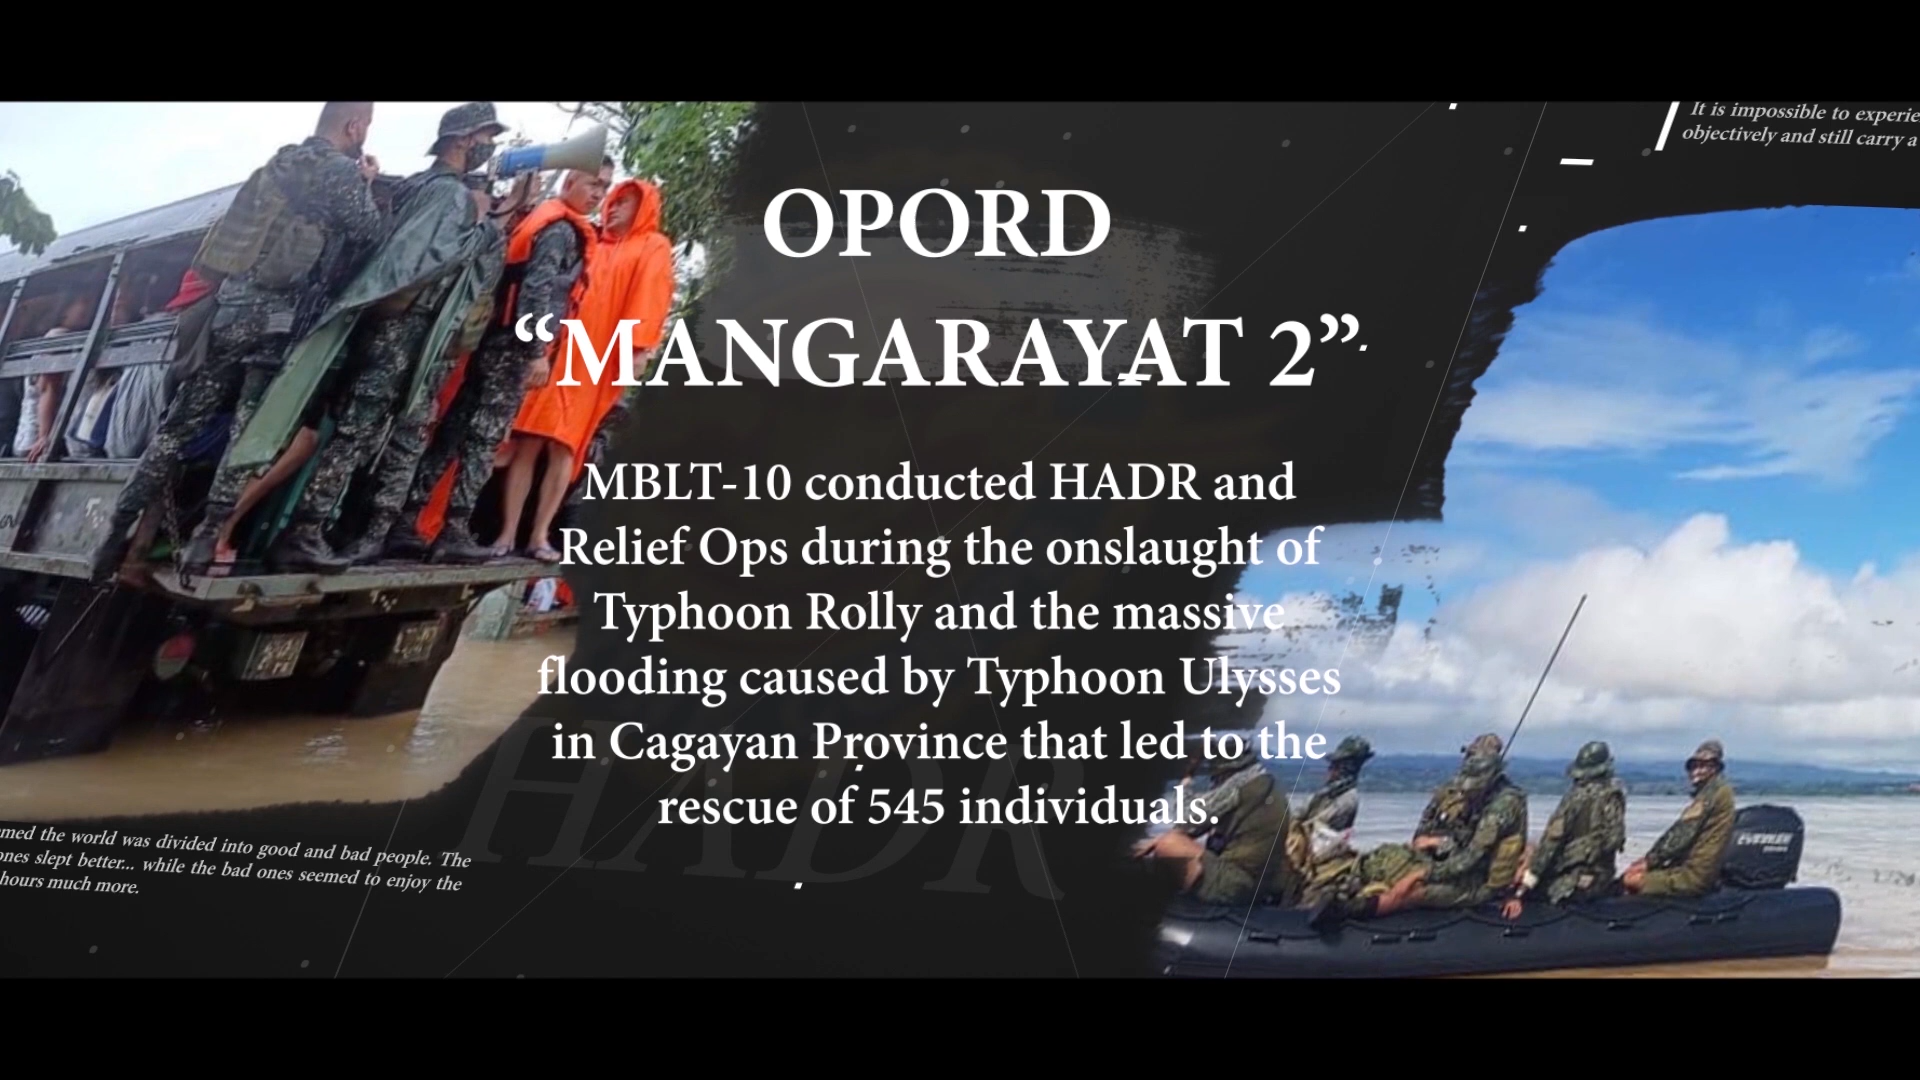 It is impossible to
objectively and still carry a
OPORD
“MANGARAYAT 2”
MBLT-10 conducted HADR and
Relief Ops during the onslaught of
Typhoon Rolly and the massive
flooding caused by Typhoon Ulysses
in Cagayan Province that led to the
rescue of 545 individuals.
HADR
the world was divided into good and bad people. The
ones slept better... while the bad ones seemed to enjoy the
hours much more.